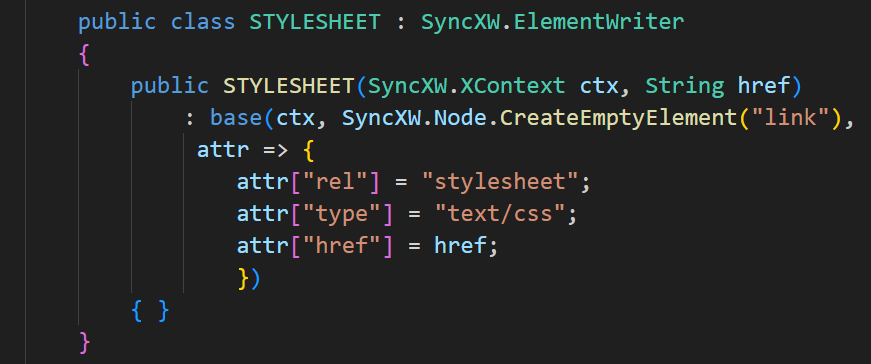 public class STYLESHEET : SyncXW.ElementWriter
{
public STYLESHEET(SyncXW.XContext ctx, String href)
: base(ctx, SyncXW.Node.CreateEmptyElement("link"),
attr => {
attr["rel"] = "stylesheet";
attr["type"] = "text/css";
attr["href"] = href;
})
{ }
}